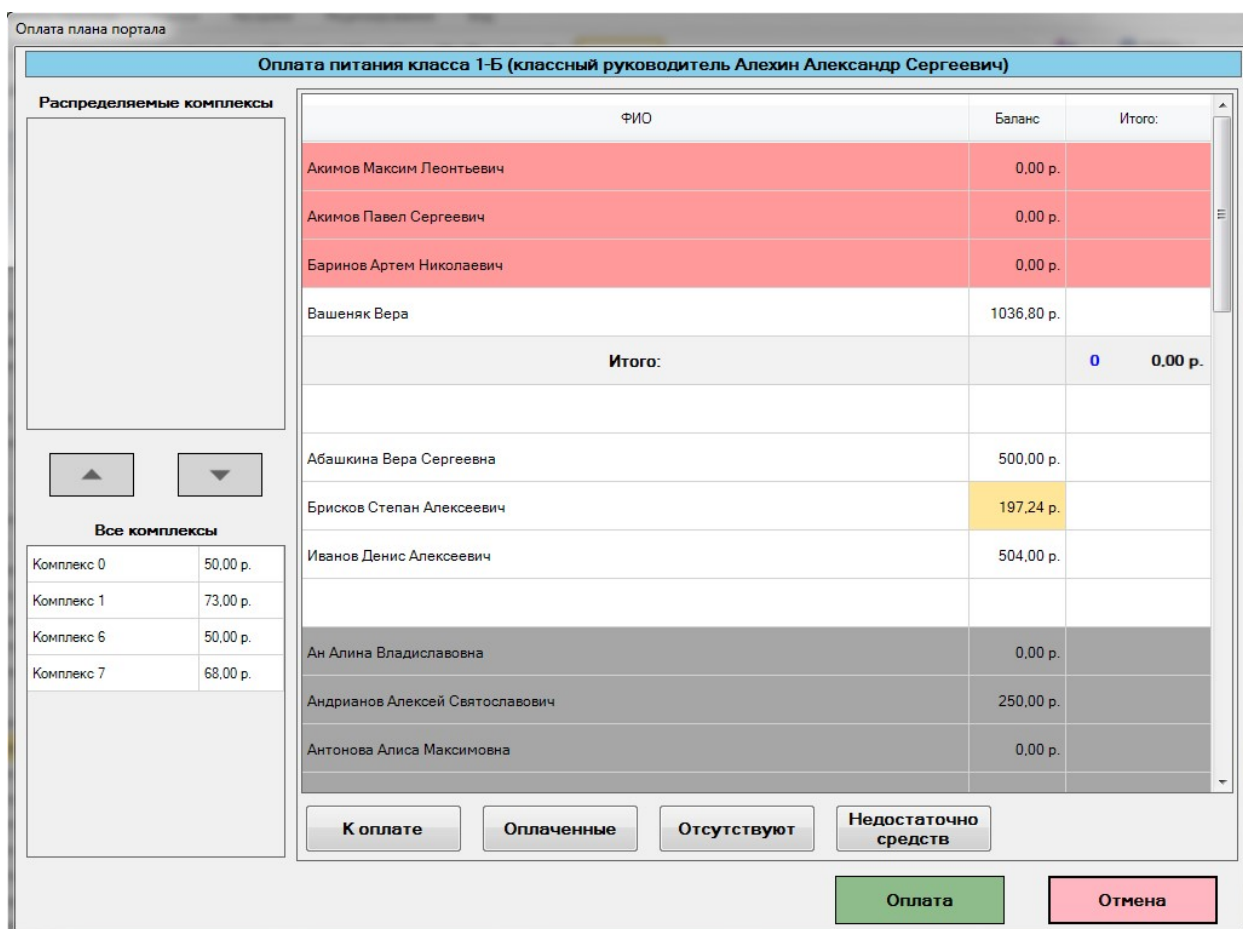 Оплата плана портала
Оплата питания класса 1-Б (классный руководитель Алехин Александр Сергеевич)
Распределяемые комплексы
ФИО Баланс Итого:
Акимов Максим Леонтьевич 0,00 р.
Акимов Павел Сергеевич 0,00 р.
Баринов Артем Николаевич 0,00 р.
Вашеняк Вера 1036,80 р.
Итого: 0 0,00 р.
Абашкина Вера Сергеевна 500,00 р.
Брисков Степан Алексеевич 197,24 р.
Иванов Денис Алексеевич 504,00 р.
Ан Алина Владиславовна 0,00 р.
Андрианов Алексей Святославович 250,00 р.
Антонова Алиса Максимовна 0,00 р.
Все комплексы
Комплекс 0 50,00 р.
Комплекс 1 73,00 р.
Комплекс 6 50,00 р.
Комплекс 7 68,00 р.
К оплате Оплаченные Отсутствуют Недостаточно
средств
Оплата Отмена